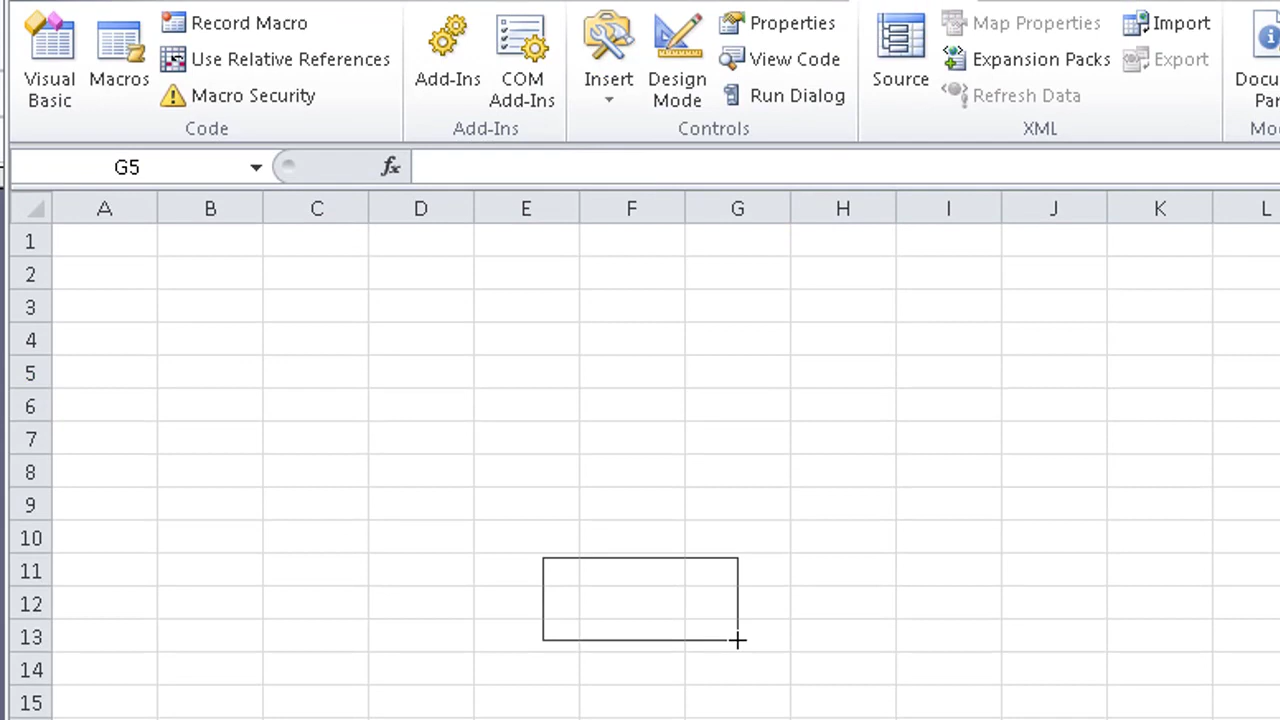 Visual Basic
Macros
Record Macro
Use Relative References
Macro Security
Code
Add-Ins
COM Add-Ins
Add-Ins
Insert
Design Mode
Properties
View Code
Run Dialog
Controls
Source
Map Properties
Expansion Packs
Refresh Data
Import
Export
XML
G5
fx
A B C D E F G H I J K L
1
2
3
4
5
6
7
8
9
10
11
12
13
14
15